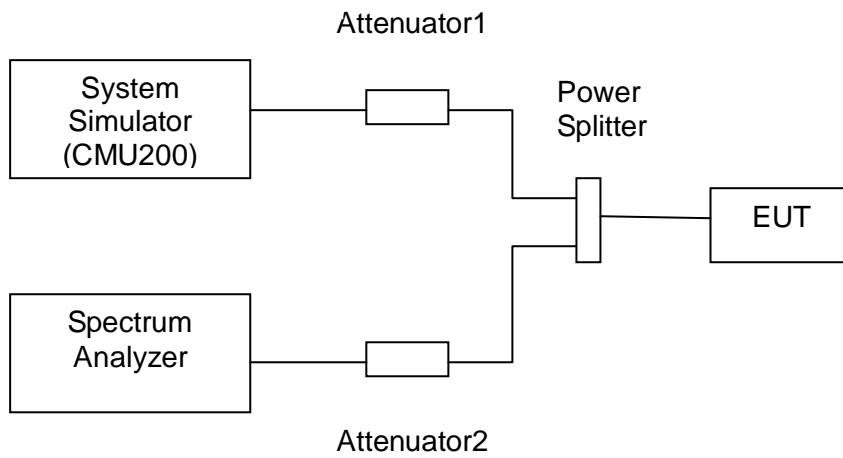 Attenuator1
System
Simulator
(CMU200)
Power
Splitter
EUT
Spectrum
Analyzer
Attenuator2